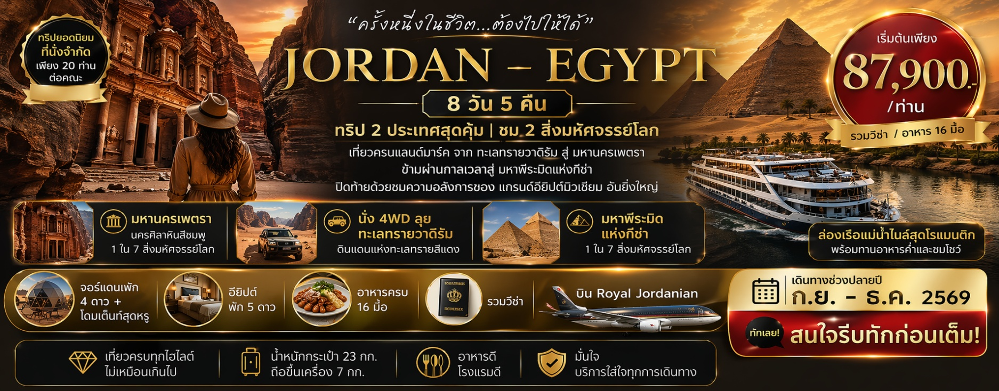 "ครั้งหนึ่งในชีวิต...ต้องไปให้ได้"
JORDAN – EGYPT
8 วัน 5 คืน
ทริป 2 ประเทศสุดคุ้ม | ชม 2 สิ่งมหัศจรรย์โลก
เที่ยวครบแลนด์มาร์ค จาก ทะเลทรายวาดิรัม สู่ มหานครเพตรา
ข้ามผ่านกาลเวลาสู่ มหาพีระมิดแห่งกีซ่า
ปิดท้ายด้วยชมความอลังการของ แกรนด์อียิปต์มิวเซียม อันยิ่งใหญ่
ทริปยอดนิยม
ที่นั่งจำกัด
เพียง 20 ท่าน
ต่อคณะ
เริ่มต้นเพียง
87,900.-
/ท่าน
รวมวีซ่า / อาหาร 16 มื้อ
มหานครเพตรา
นครศิลาหินสีชมพู
1 ใน 7 สิ่งมหัศจรรย์โลก
นั่ง 4WD ลุย
ทะเลทรายวาดีรัม
ดินแดนแห่งทะเลทรายสีแดง
มหาพีระมิด
แห่งกีซ่า
1 ใน 7 สิ่งมหัศจรรย์โลก
ล่องเรือแม่น้ำไนล์สุดโรแมนติก
พร้อมทานอาหารค่ำและชมโชว์
จอร์แดนพัก
4 ดาว +
โดมเต็นท์สุดหรู
อียิปต์
พัก 5 ดาว
อาหารครบ
16 มื้อ
รวมวีซ่า
บิน Royal Jordanian
เดินทางช่วงปลายปี
ก.ย. - ธ.ค. 2569
ทักเลย!
สนใจรีบทักก่อนเต็ม!
เที่ยวครบทุกไฮไลต์
ไม่เหมือนเกินไป
น้ำหนักกระเป๋า 23 กก.
ถือขึ้นเครื่อง 7 กก.
อาหารดี
โรงแรมดี
มั่นใจ
บริการใส่ใจทุกการเดินทาง